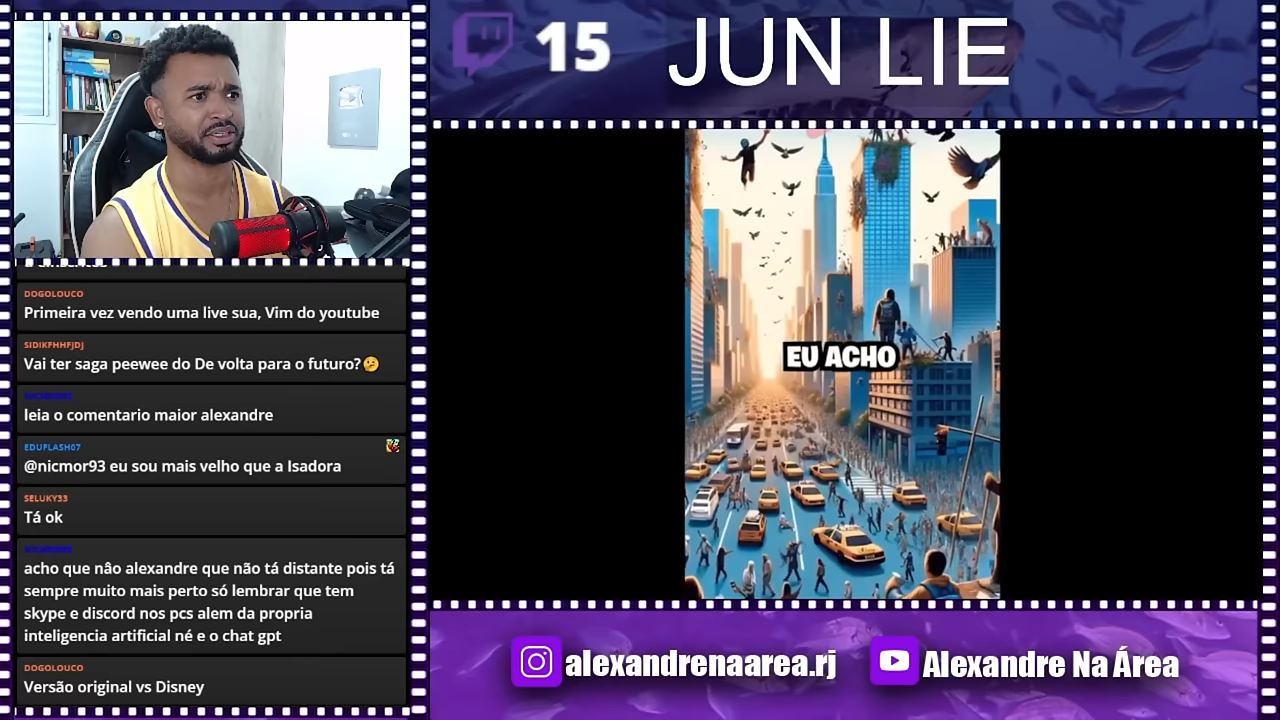 15
JUN LIE
EU ACHO
DOGOLOUCO
Primeira vez vendo uma live sua, Vim do youtube
SIDIKFHHFJDJ
Vai ter saga peewee do De volta para o futuro?🤔
leia o comentario maior alexandre
EDUFLASH07
@nicmor93 eu sou mais velho que a Isadora
SELUKY33
Tá ok
acho que nâo alexandre que não tá distante pois tá
sempre muito mais perto só lembrar que tem
skype e discord nos pcs alem da propria
inteligencia artificial né e o chat gpt
DOGOLOUCO
Versão original vs Disney
alexandrenaarea.rj
Alexandre Na Área